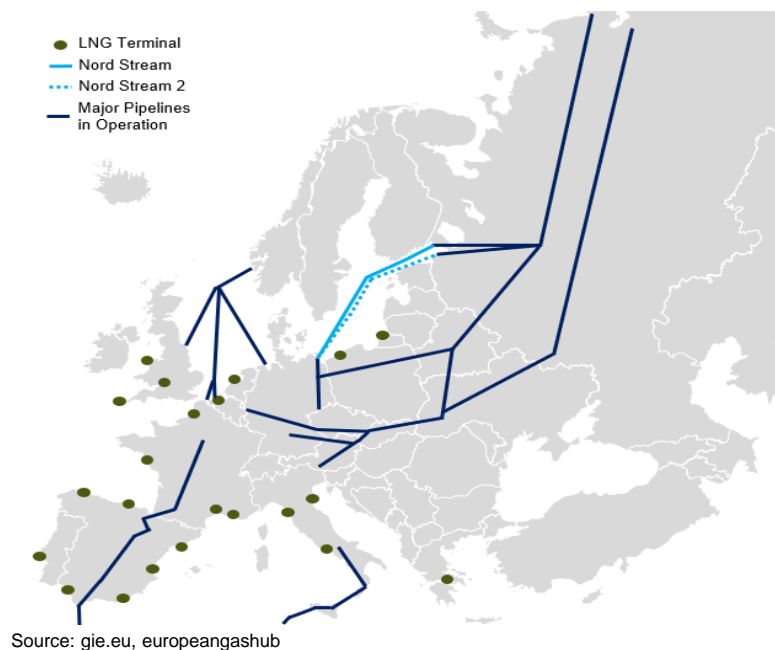 LNG Terminal
Nord Stream
Nord Stream 2
Major Pipelines
in Operation
Source: gie.eu, europeangashub